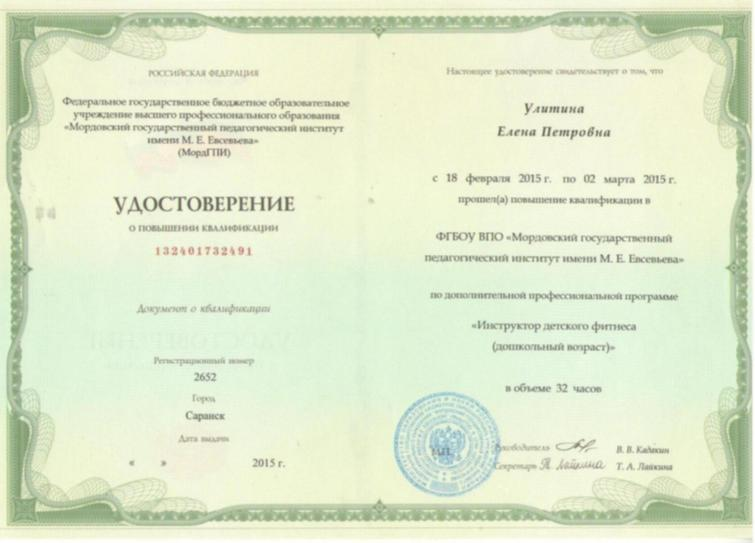 РОССИЙСКАЯ ФЕДЕРАЦИЯ
Федеральное государственное бюджетное образовательное
учреждение высшего профессионального образования
«Мордовский государственный педагогический институт
имени М. Е. Евсевьева»
(МордГПИ)
УДОСТОВЕРЕНИЕ
О ПОВЫШЕНИИ КВАЛИФИКАЦИИ
132401732491
Документ о квалификации
Регистрационный номер
2652
Город
Саранск
Дата выдачи
« » 2015 г.
Настоящее удостоверение свидетельствует о том, что
Улитина
Елена Петровна
с 18 февраля 2015 г. по 02 марта 2015 г.
прошел(а) повышение квалификации в
ФГБОУ ВПО «Мордовский государственный
педагогический институт имени М. Е. Евсевьева»
по дополнительной профессиональной программе
«Инструктор детского фитнеса
(дошкольный возраст)»
в объеме 32 часов
М.П.
Руководитель В. В. Кадакин
Секретарь Т. Лайкина Т. А. Лайкина